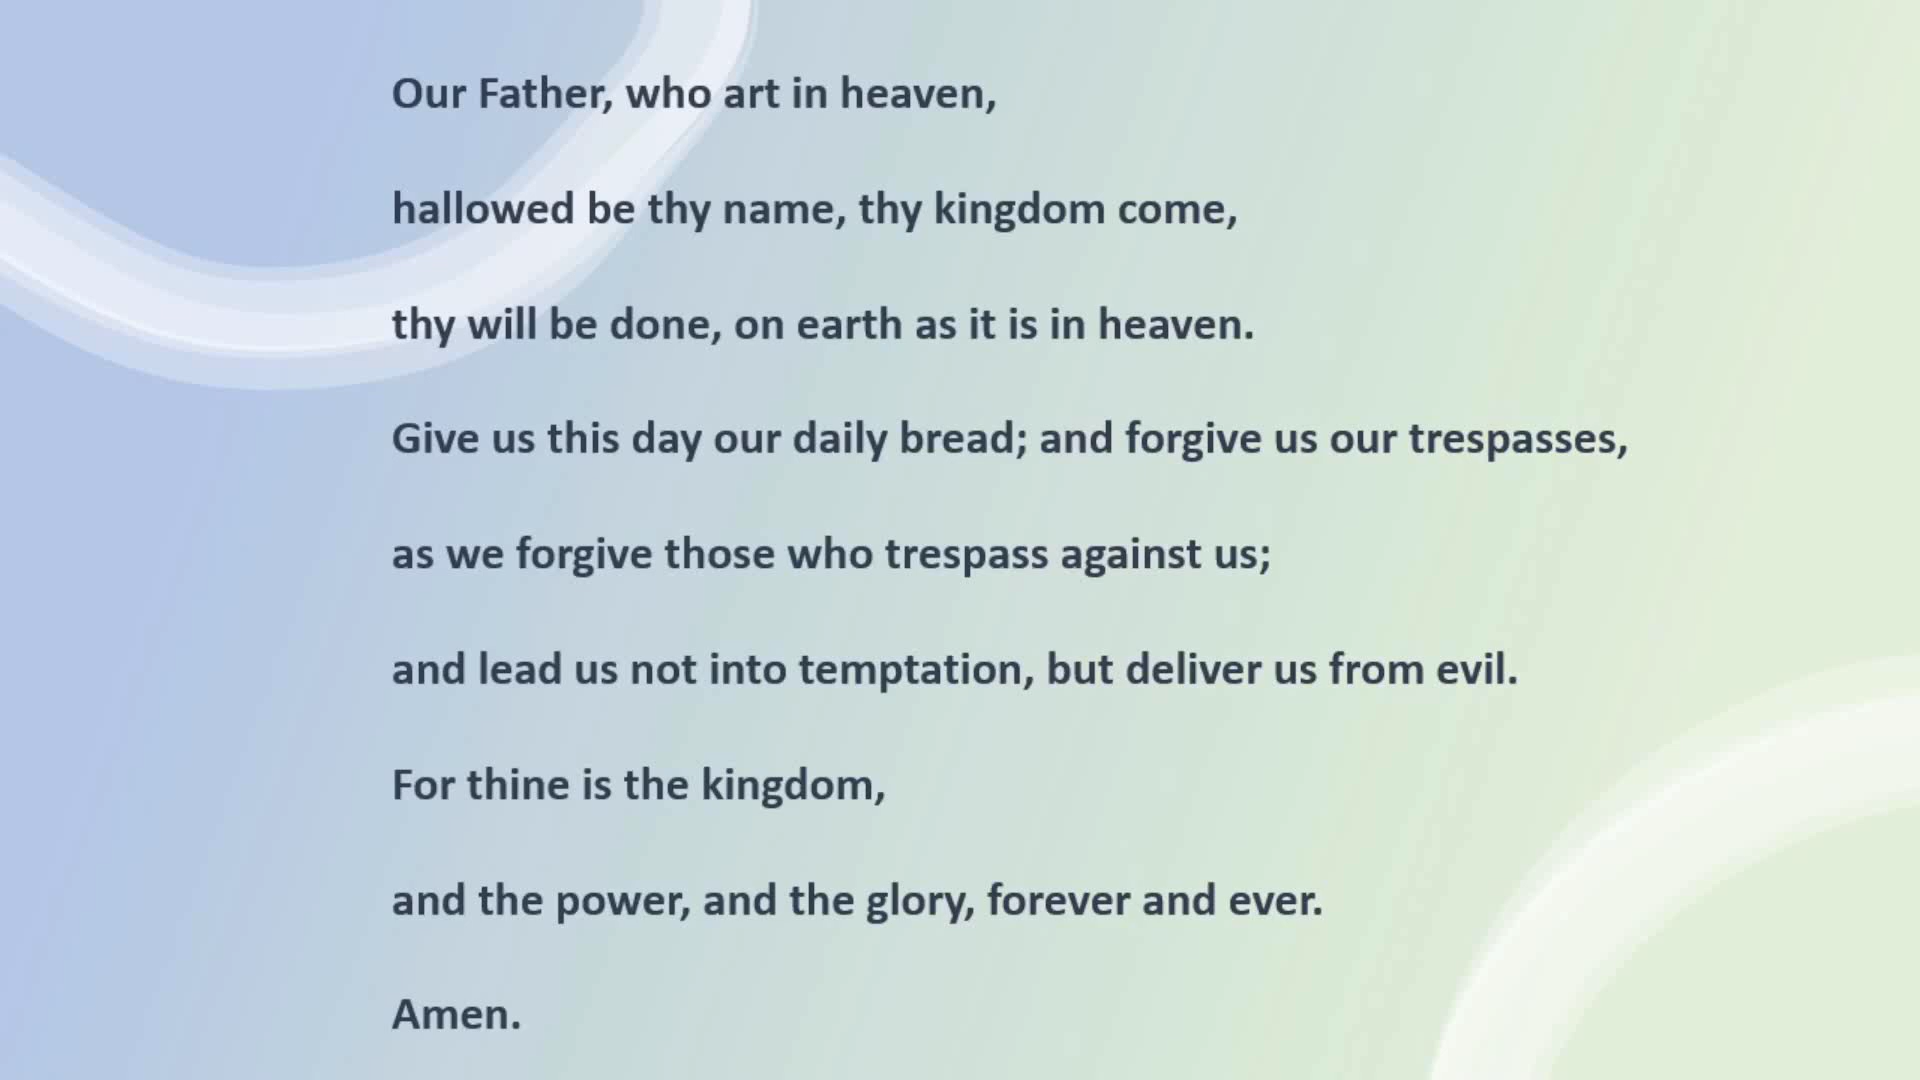 Our Father, who art in heaven,
hallowed be thy name, thy kingdom come,
thy will be done, on earth as it is in heaven.
Give us this day our daily bread; and forgive us our trespasses,
as we forgive those who trespass against us;
and lead us not into temptation, but deliver us from evil.
For thine is the kingdom,
and the power, and the glory, forever and ever.
Amen.